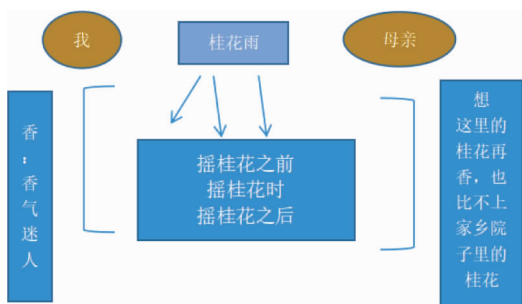 我
桂花雨
母亲
香
：
香
气
迷
人
摇桂花之前
摇桂花时
摇桂花之后
想
这里的
桂花再
香，也
比不上
家乡院
子里的
桂花